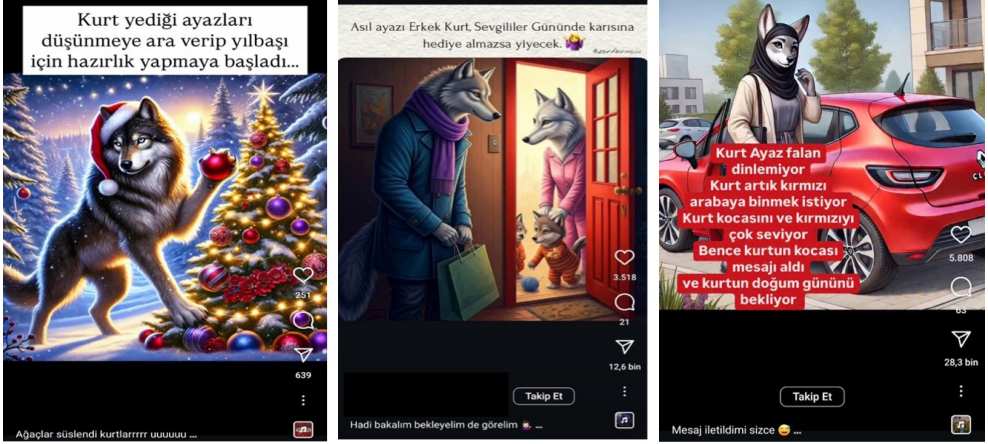 Kurt yediği ayazları
düşünmeye ara verip yılbaşı
için hazırlık yapmaya başladı...
251
639
Ağaçlar süslendi kurtlarrrrr uuuuuu ...
Asıl ayazı Erkek Kurt, Sevgililer Gününde karısına
hediye almazsa yiyecek.
3.518
21
12,6 bin
Takip Et
Hadi bakalım bekleyelim de görelim ...
Kurt Ayaz falan
dinlemiyor
Kurt artık kırmızı
arabaya binmek istiyor
Kurt kocasını ve kırmızıyı
çok seviyor
Bence kurtun kocası
mesajı aldı
ve kurtun doğum gününü
bekliyor
5.808
63
28,3 bin
Takip Et
Mesaj iletildimi sizce 😅 ...